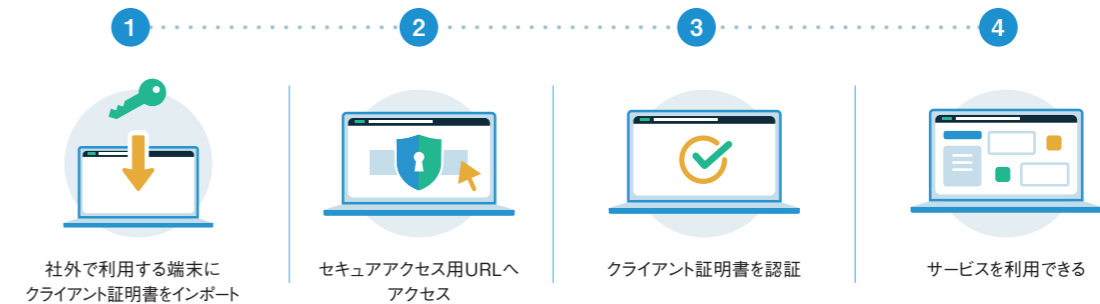 1
2
3
4
社外で利用する端末に
クライアント証明書をインポート
セキュアアクセス用URLへ
アクセス
クライアント証明書を認証
サービスを利用できる